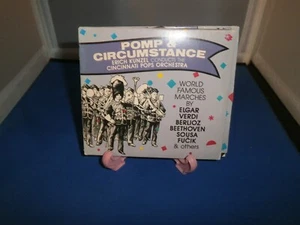 POMP &
CIRCUMSTANCE
ERICH KUNZEL CONDUCTS THE
CINCINNATI POPS ORCHESTRA
WORLD
FAMOUS
MARCHES
BY
ELGAR
VERDI
BERLIOZ
BEETHOVEN
SOUSA
FUČIK
& others